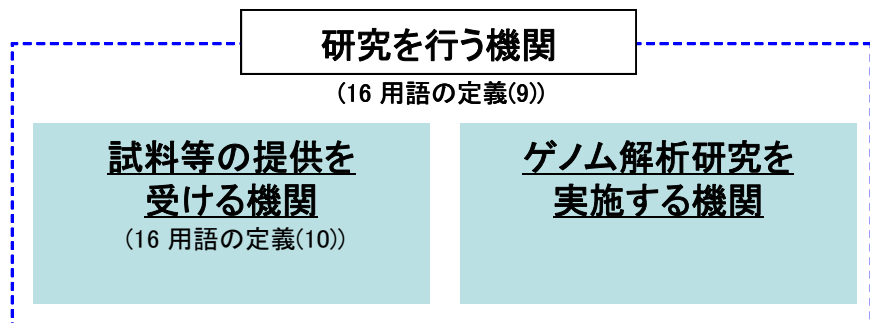 研究を行う機関
(16 用語の定義(9))
試料等の提供を
受ける機関
(16 用語の定義(10))
ゲノム解析研究を
実施する機関